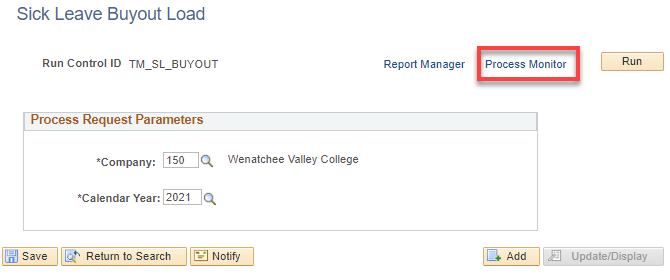 Sick Leave Buyout Load
Run Control ID TM_SL_BUYOUT Report Manager Process Monitor Run
Process Request Parameters
*Company: 150 Wenatchee Valley College
*Calendar Year: 2021
Save Return to Search Notify Add Update/Display